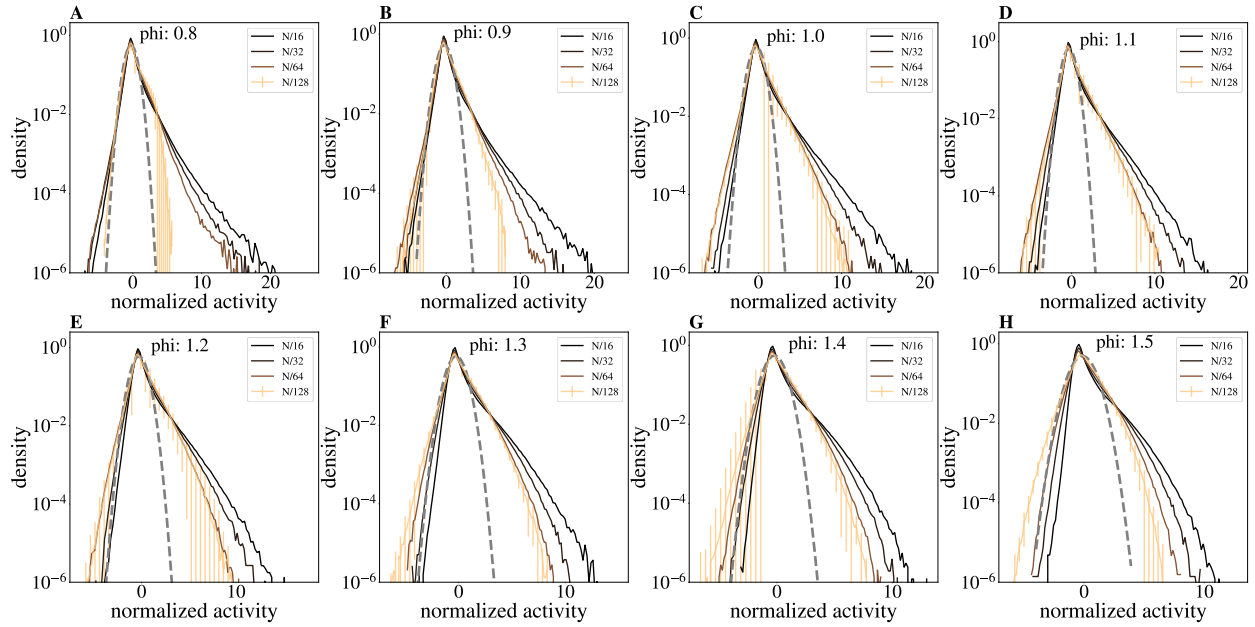 A
phi: 0.8
N/16
N/32
N/64
N/128
density
10^0
10^-2
10^-4
10^-6
0
10
20
normalized activity
B
phi: 0.9
N/16
N/32
N/64
N/128
density
10^0
10^-2
10^-4
10^-6
0
10
20
normalized activity
C
phi: 1.0
N/16
N/32
N/64
N/128
density
10^0
10^-2
10^-4
10^-6
0
10
20
normalized activity
D
phi: 1.1
N/16
N/32
N/64
N/128
density
10^0
10^-2
10^-4
10^-6
0
10
20
normalized activity
E
phi: 1.2
N/16
N/32
N/64
N/128
density
10^0
10^-2
10^-4
10^-6
0
10
normalized activity
F
phi: 1.3
N/16
N/32
N/64
N/128
density
10^0
10^-2
10^-4
10^-6
0
10
normalized activity
G
phi: 1.4
N/16
N/32
N/64
N/128
density
10^0
10^-2
10^-4
10^-6
0
10
normalized activity
H
phi: 1.5
N/16
N/32
N/64
N/128
density
10^0
10^-2
10^-4
10^-6
0
10
normalized activity